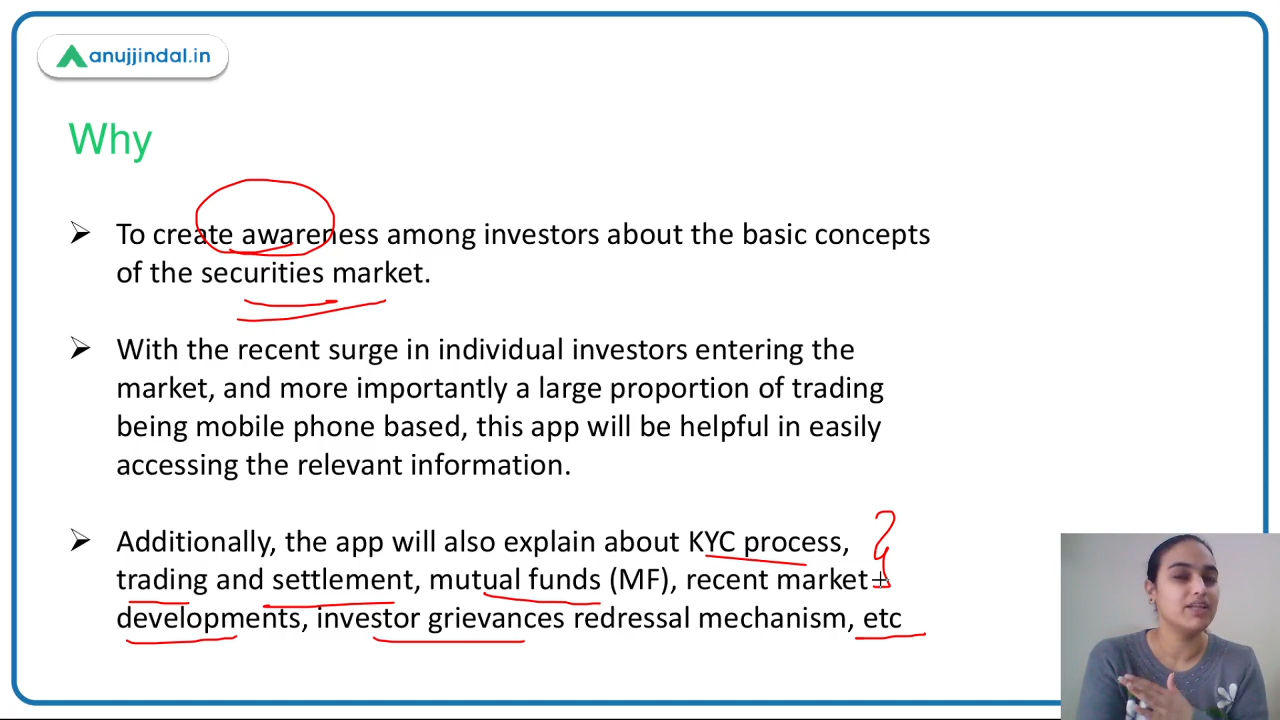 anujjindal.in
Why
To create awareness among investors about the basic concepts
of the securities market.
With the recent surge in individual investors entering the
market, and more importantly a large proportion of trading
being mobile phone based, this app will be helpful in easily
accessing the relevant information.
Additionally, the app will also explain about KYC process,
trading and settlement, mutual funds (MF), recent market
developments, investor grievances redressal mechanism, etc